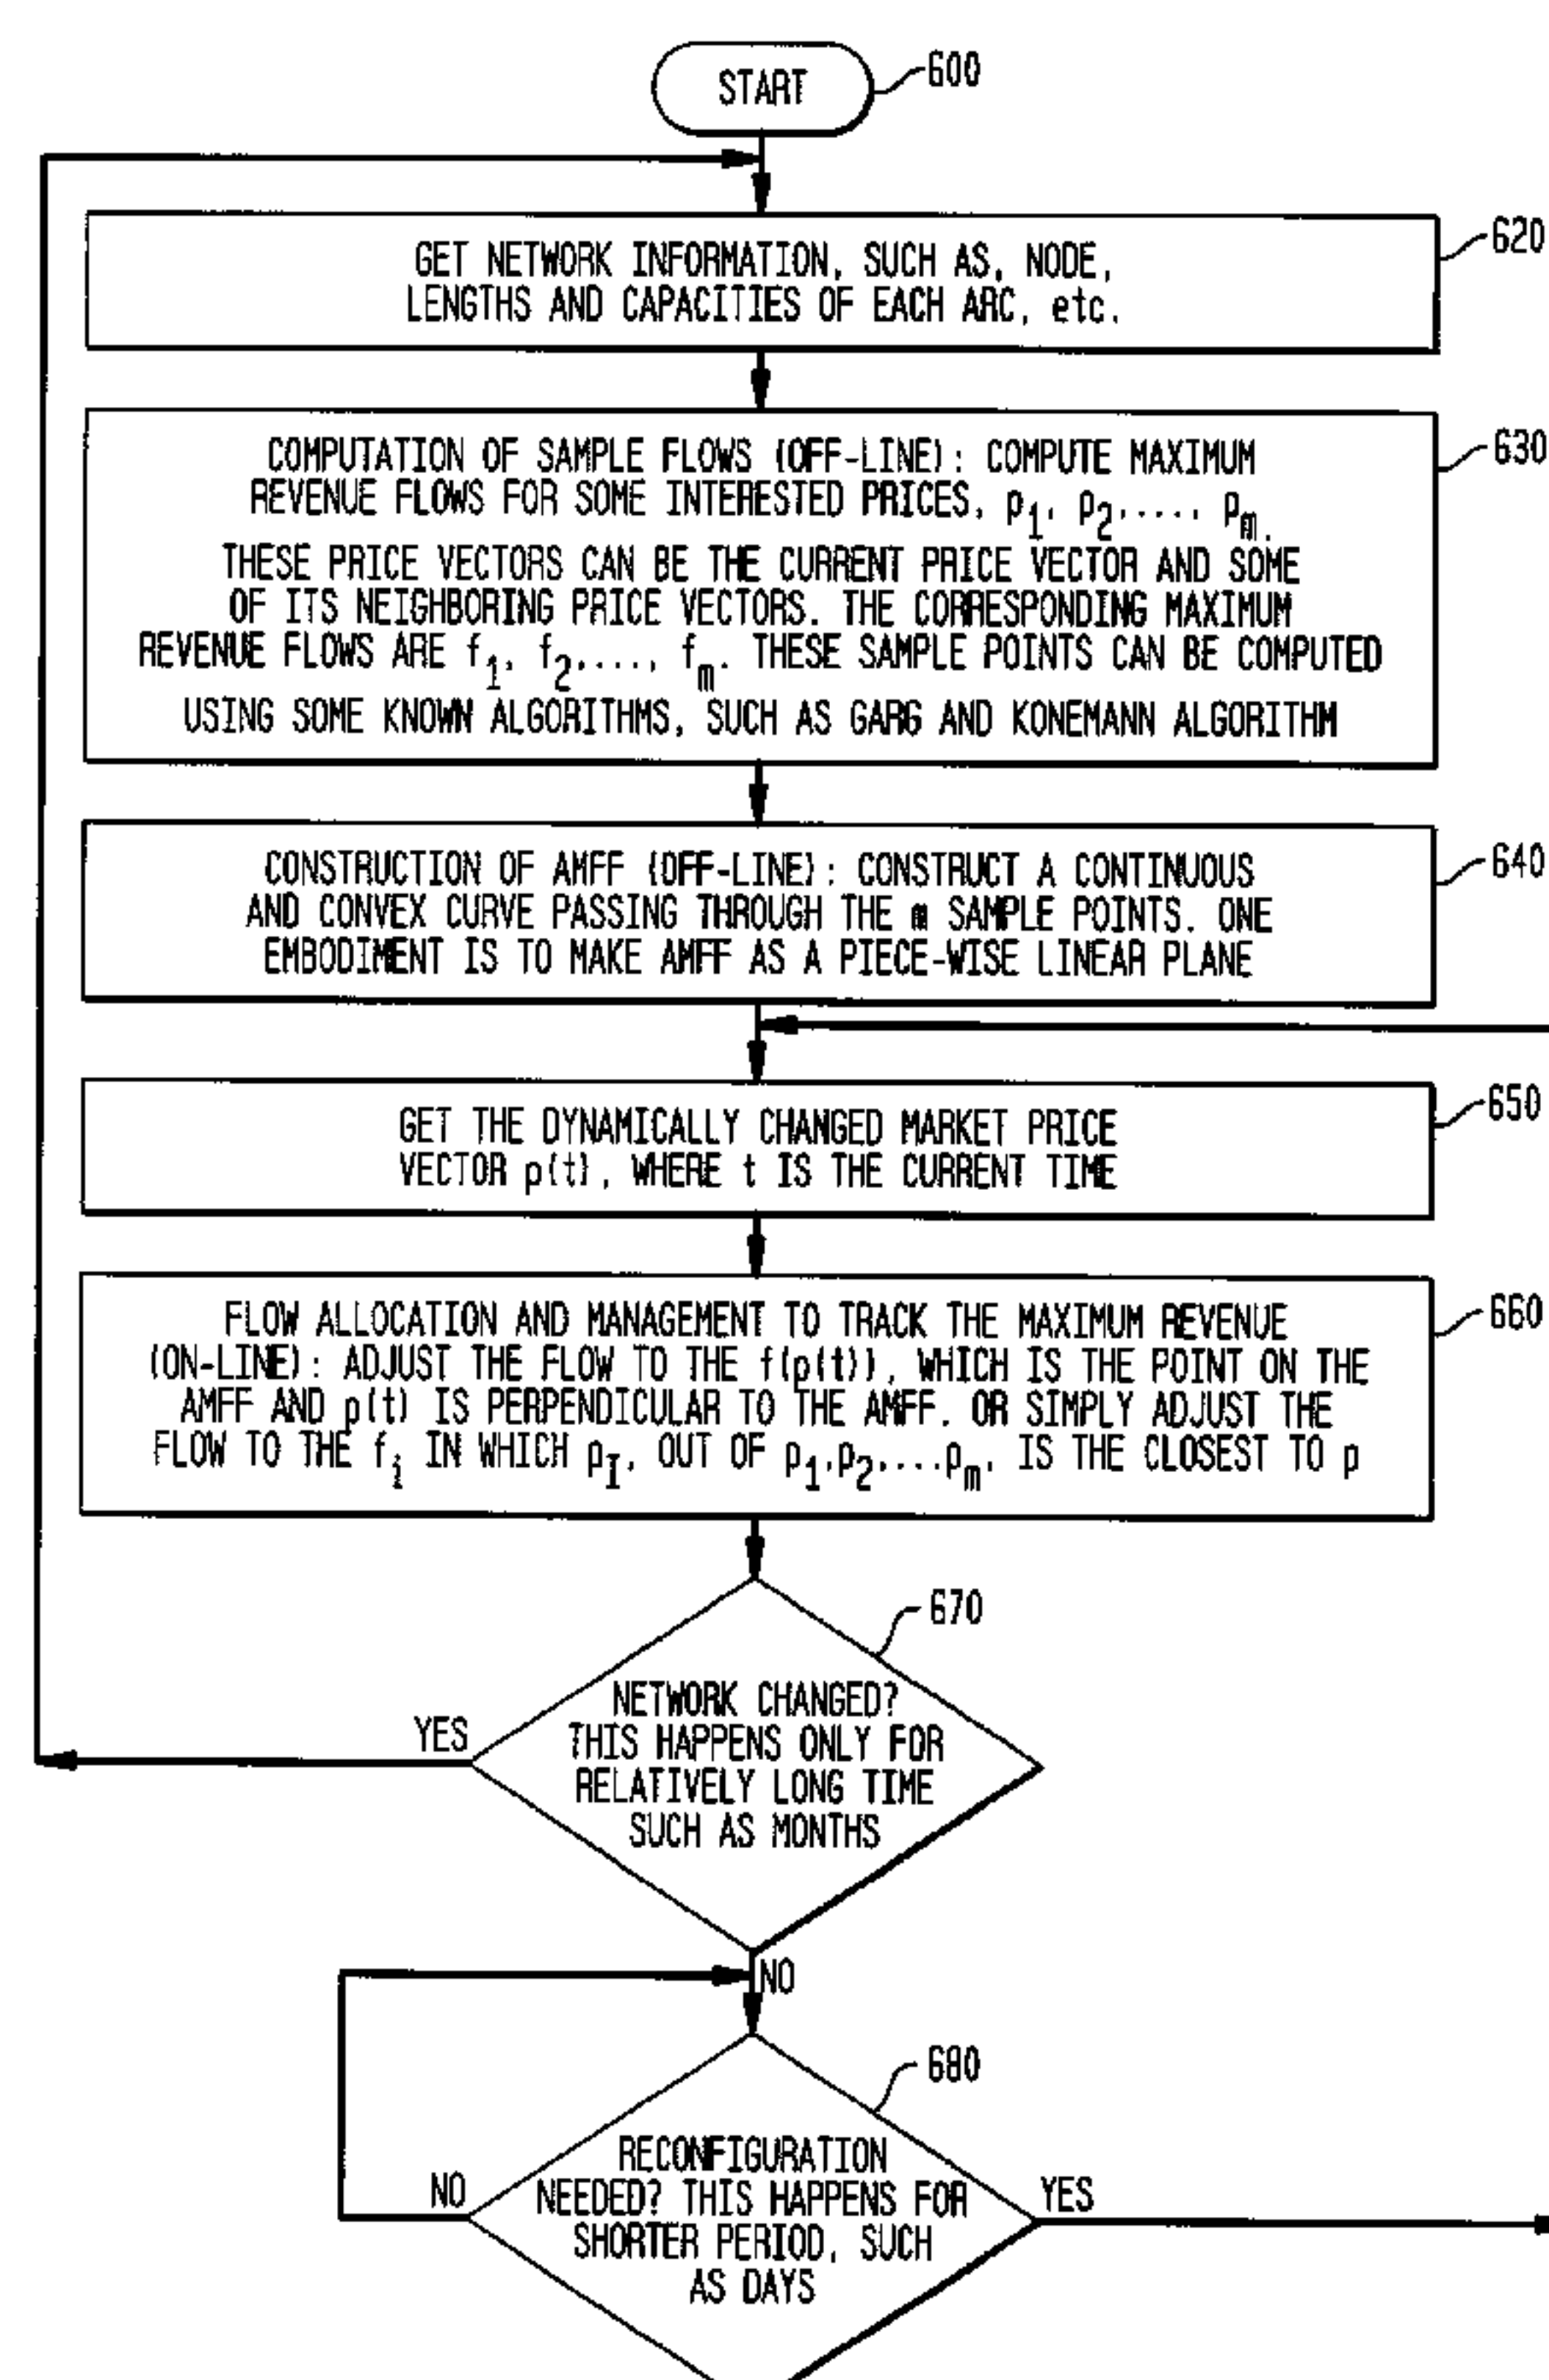 START
600
GET NETWORK INFORMATION, SUCH AS, NODE,
LENGTHS AND CAPACITIES OF EACH ARC, etc.
620
COMPUTATION OF SAMPLE FLOWS (OFF-LINE): COMPUTE MAXIMUM
REVENUE FLOWS FOR SOME INTERESTED PRICES, p1, p2,...., pm.
THESE PRICE VECTORS CAN BE THE CURRENT PRICE VECTOR AND SOME
OF ITS NEIGHBORING PRICE VECTORS. THE CORRESPONDING MAXIMUM
REVENUE FLOWS ARE f1, f2,...., fm. THESE SAMPLE POINTS CAN BE COMPUTED
USING SOME KNOWN ALGORITHMS, SUCH AS GARG AND KONEMANN ALGORITHM
630
CONSTRUCTION OF AMFF (OFF-LINE): CONSTRUCT A CONTINUOUS
AND CONVEX CURVE PASSING THROUGH THE m SAMPLE POINTS. ONE
EMBODIMENT IS TO MAKE AMFF AS A PIECE-WISE LINEAR PLANE
640
GET THE DYNAMICALLY CHANGED MARKET PRICE
VECTOR p(t), WHERE t IS THE CURRENT TIME
650
FLOW ALLOCATION AND MANAGEMENT TO TRACK THE MAXIMUM REVENUE
(ON-LINE): ADJUST THE FLOW TO THE f(p(t)), WHICH IS THE POINT ON THE
AMFF AND p(t) IS PERPENDICULAR TO THE AMFF. OR SIMPLY ADJUST THE
FLOW TO THE fi IN WHICH pI, OUT OF p1,p2,....pm, IS THE CLOSEST TO p
660
NETWORK CHANGED?
THIS HAPPENS ONLY FOR
RELATIVELY LONG TIME
SUCH AS MONTHS
670
YES
NO
RECONFIGURATION
NEEDED? THIS HAPPENS FOR
SHORTER PERIOD, SUCH
AS DAYS
680
NO
YES